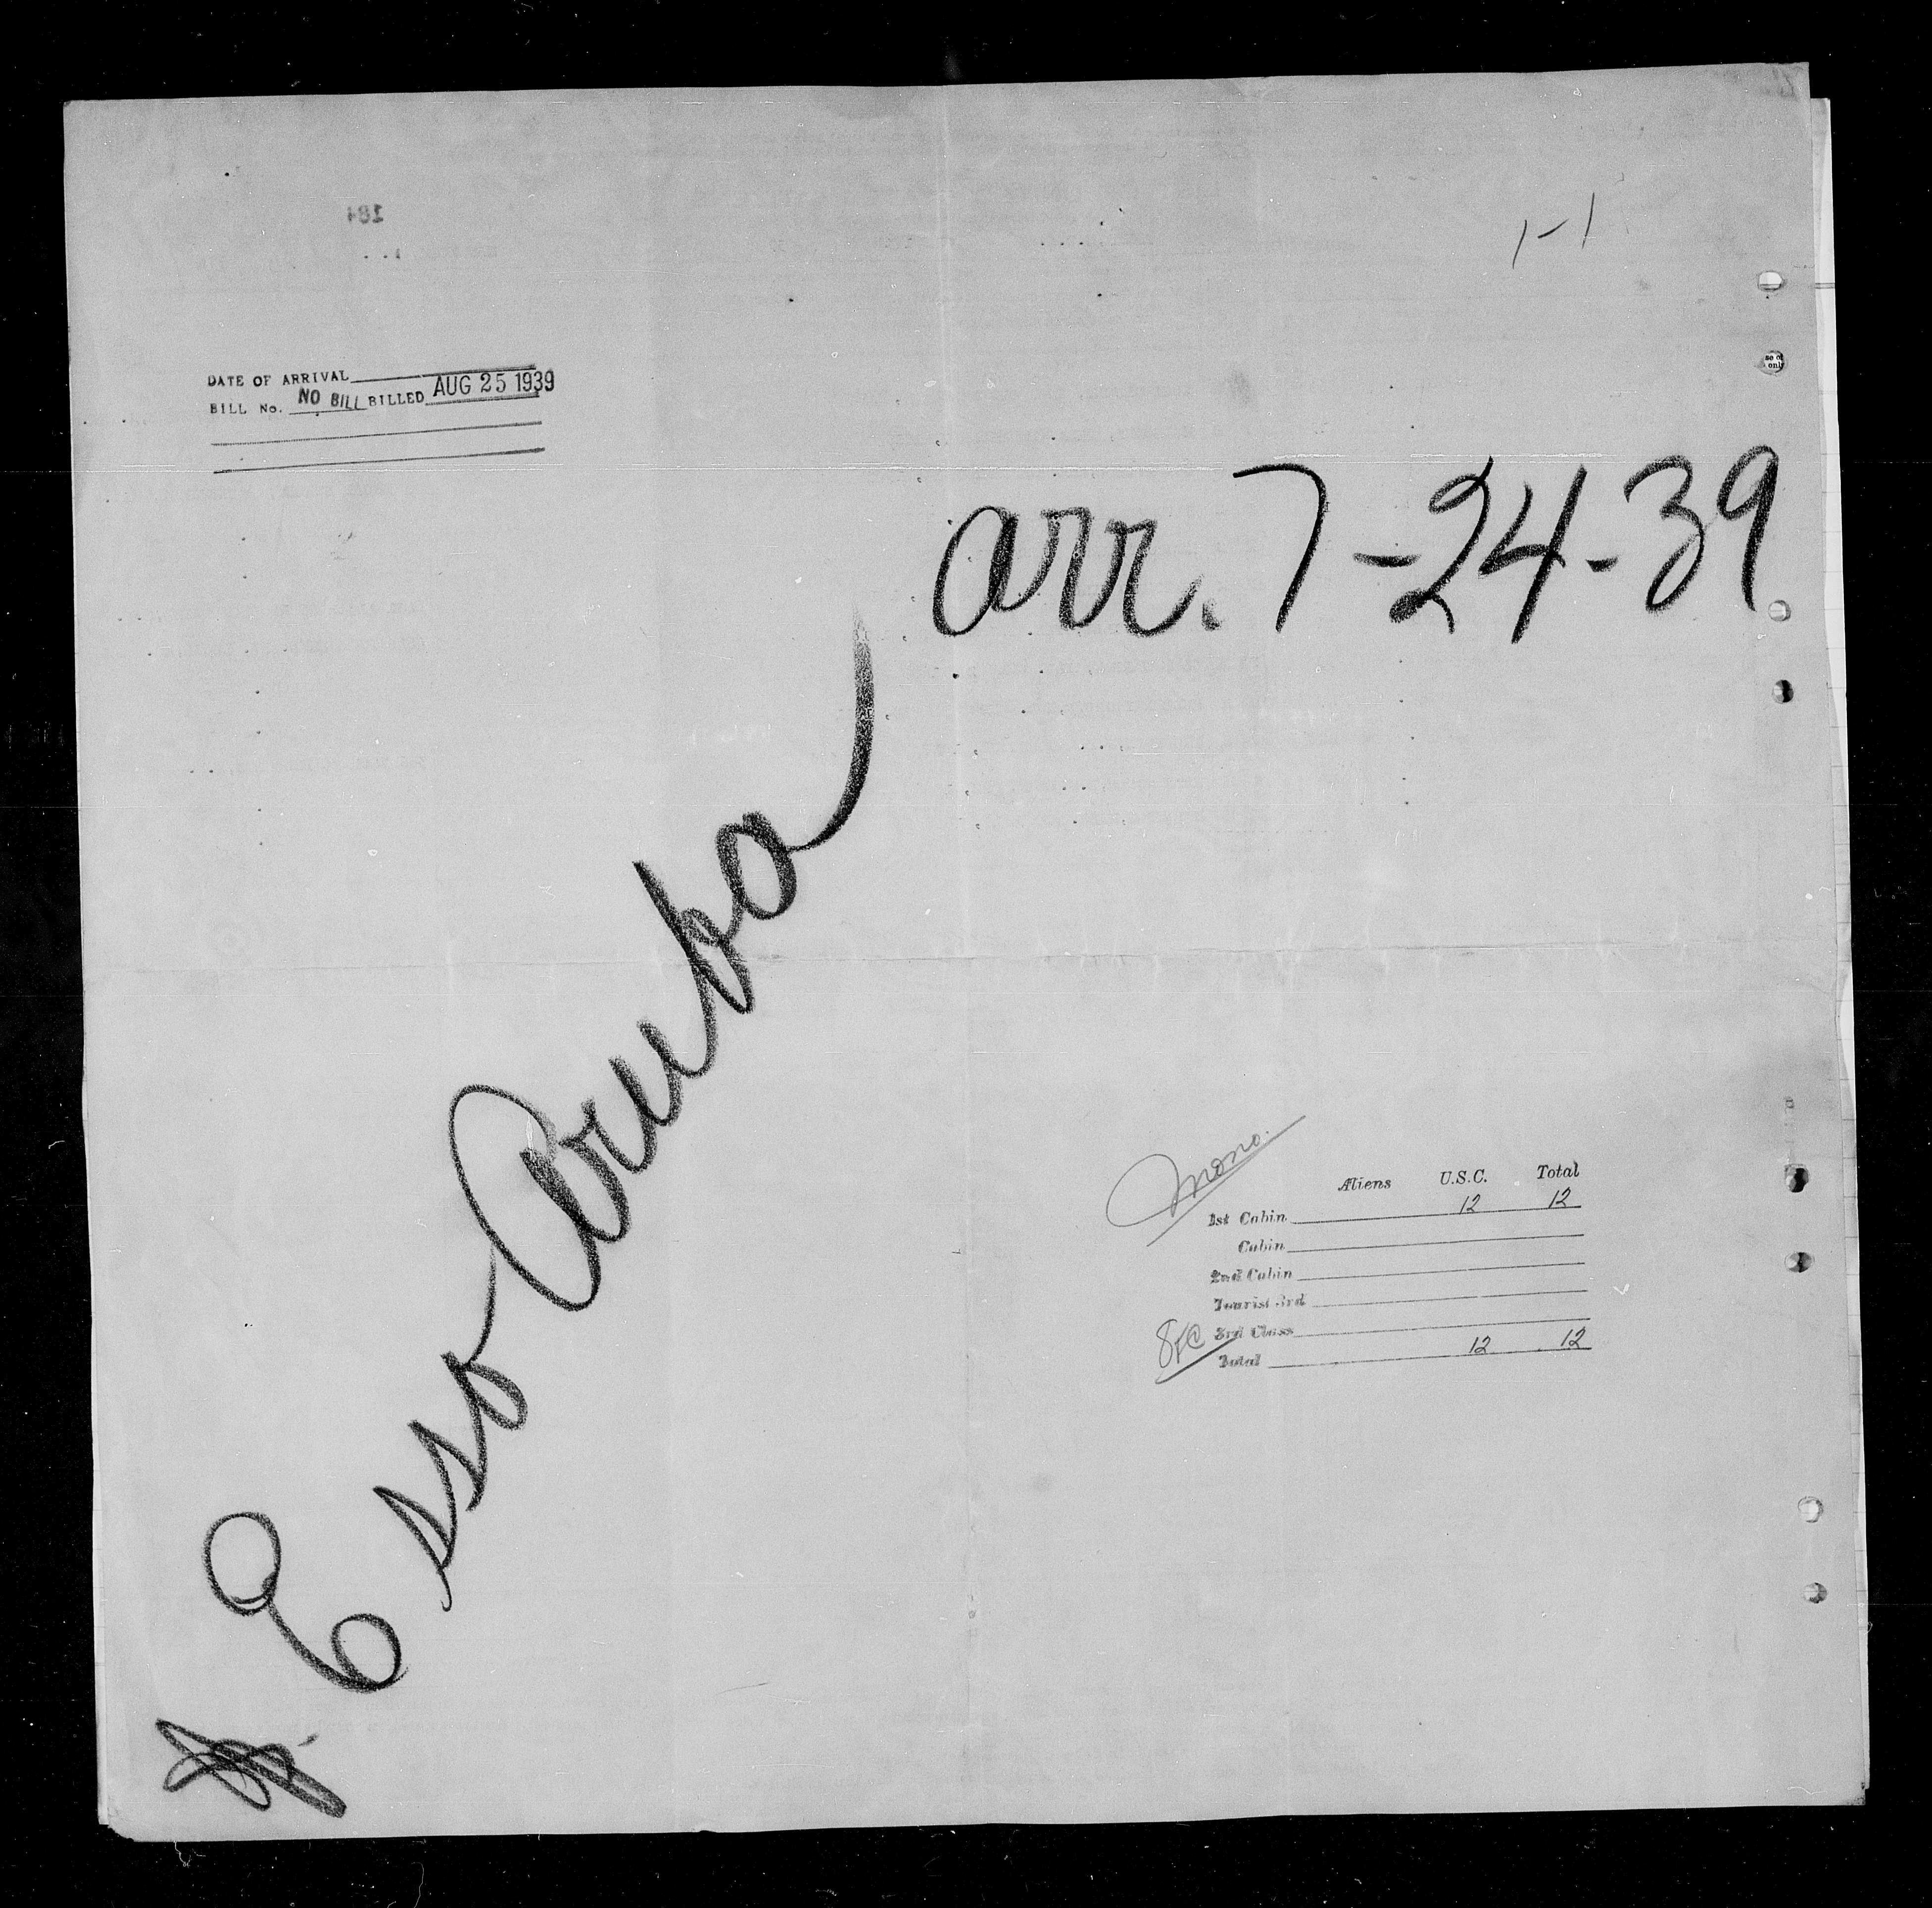 1-1
DATE OF ARRIVAL
BILL No. NO BILL BILLED AUG 25 1939
arr. 7-24-39
Esso Aruba
Mono.
Aliens U.S.C. Total
1st Cabin 12 12
Cabin
2nd Cabin
Tourist 3rd
3rd Class
Total 12 12